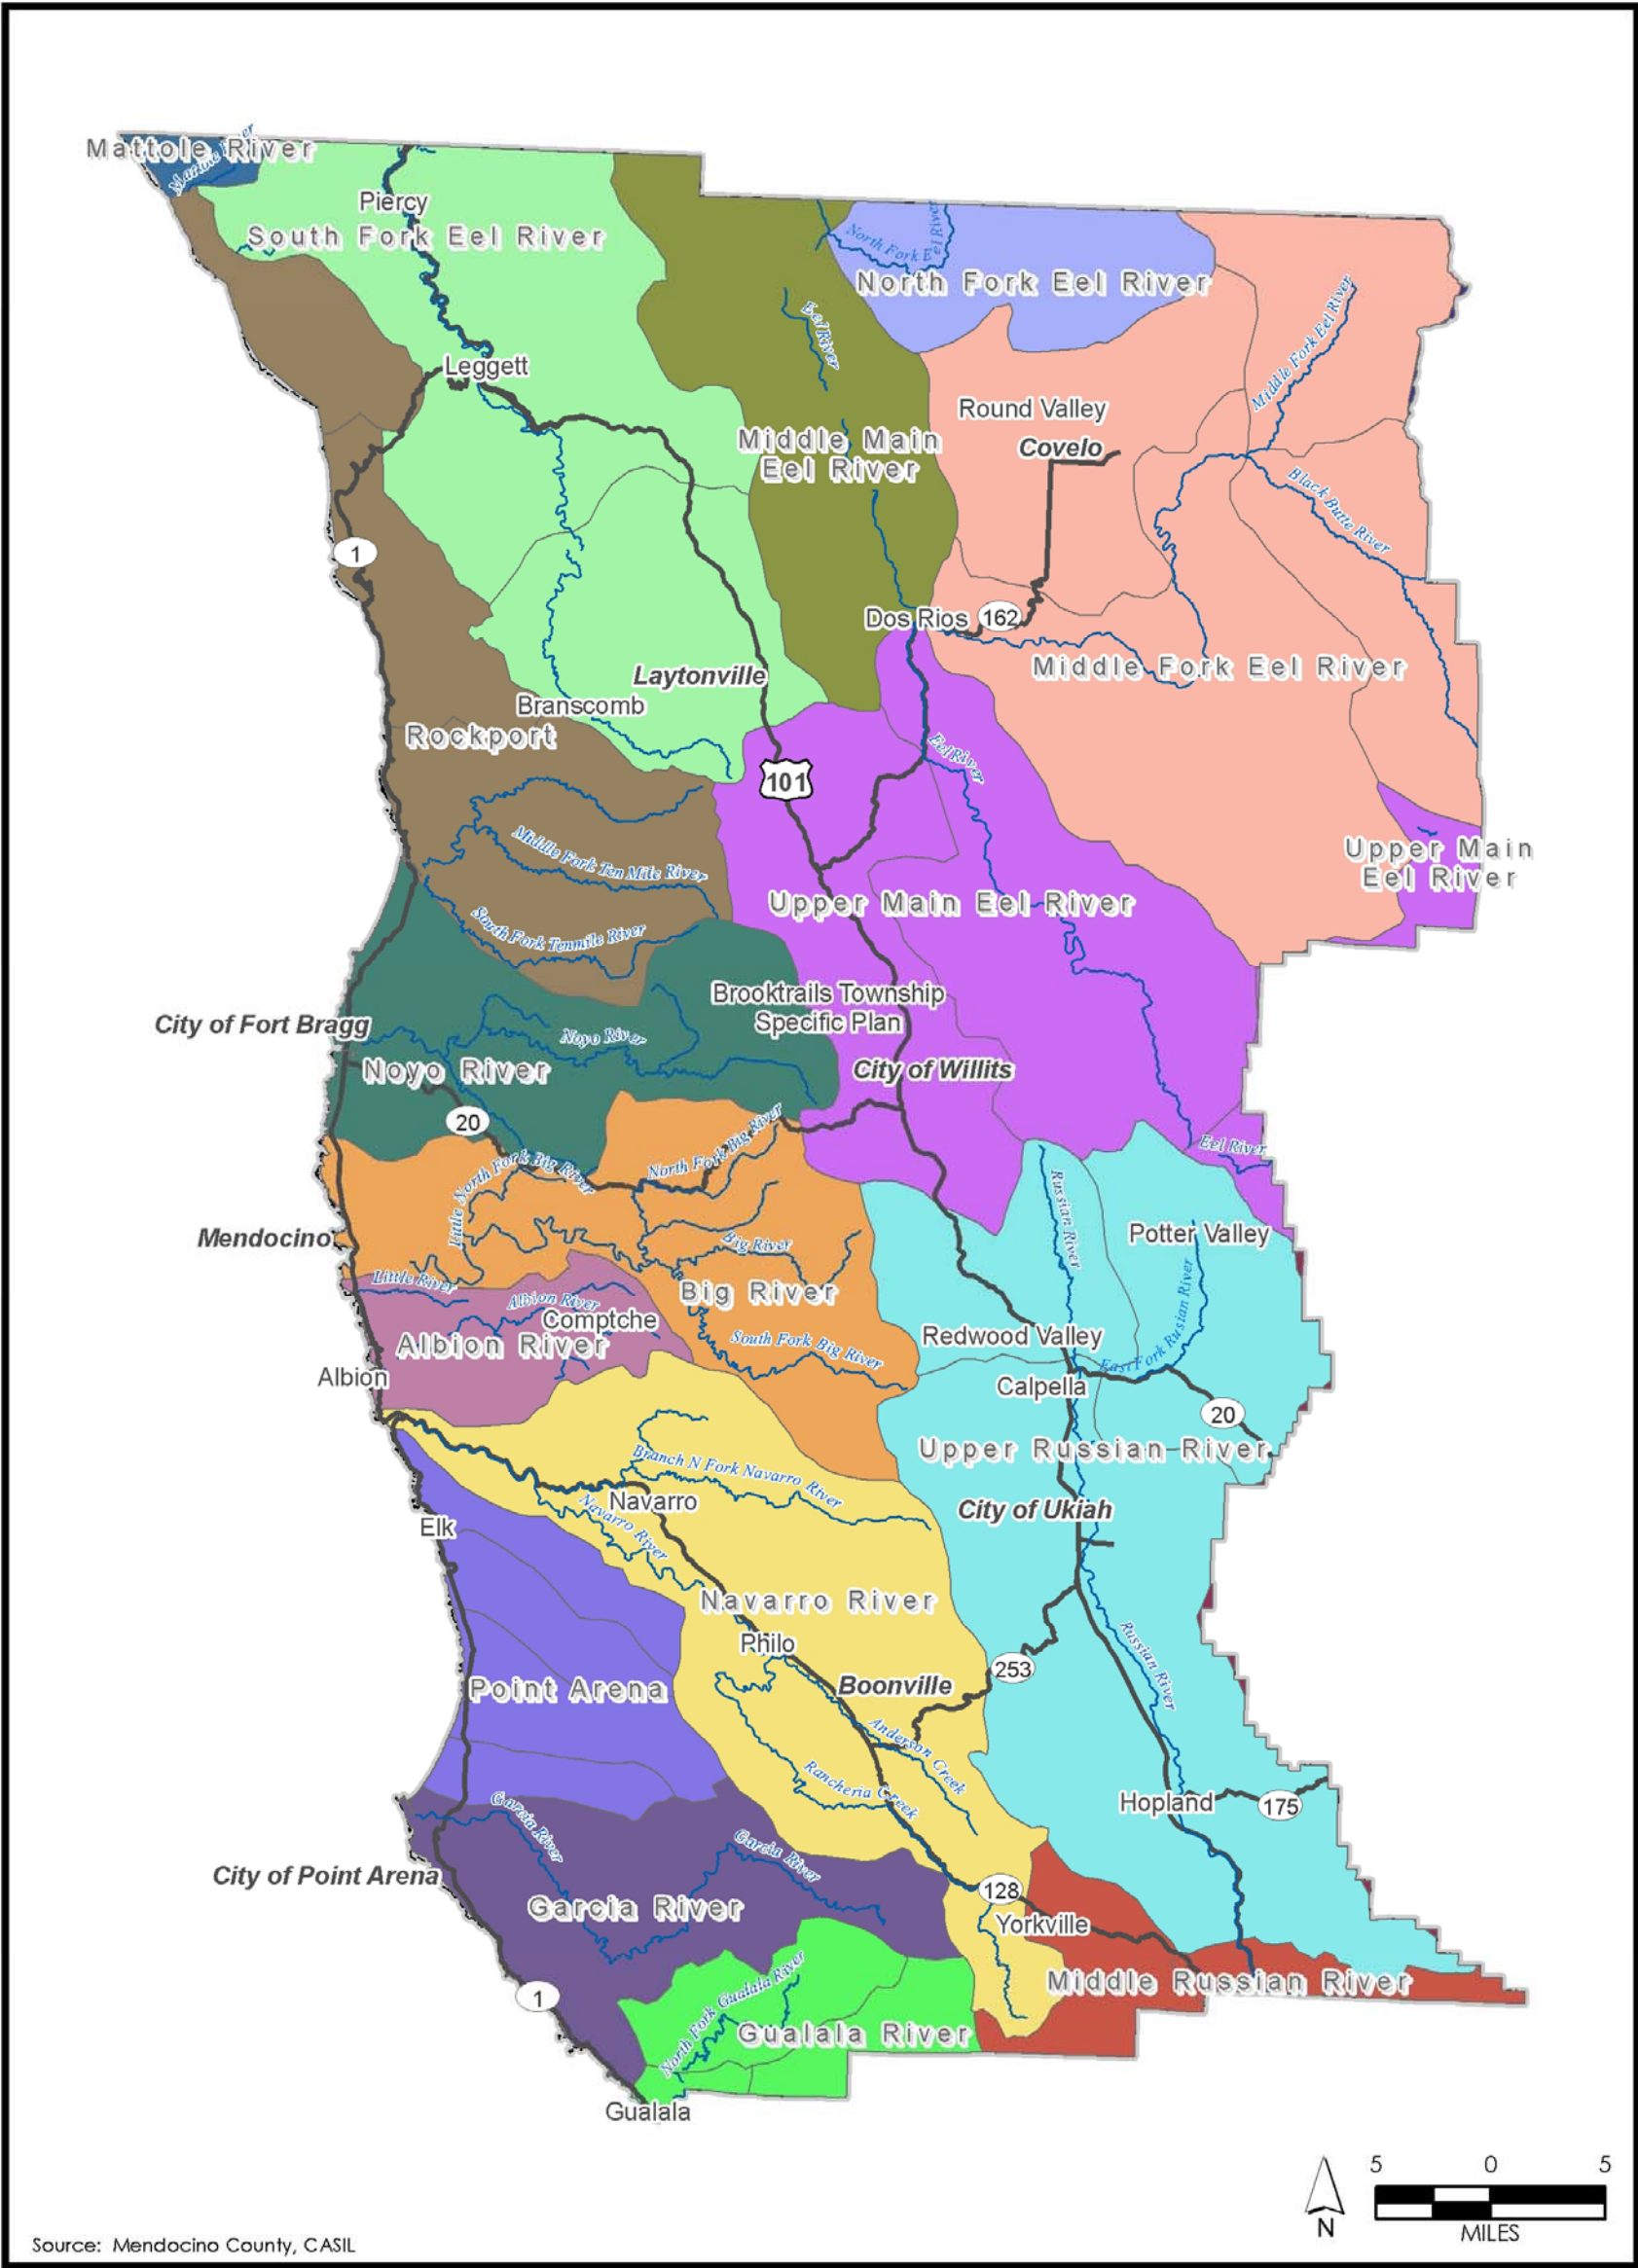 Mattole River
Piercy
South Fork Eel River
North Fork Eel River
North Fork Eel River
Eel River
Middle Fork Eel River
Leggett
Round Valley
Covelo
Middle Main
Eel River
Black Butte River
1
Dos Rios
162
Middle Fork Eel River
Laytonville
Branscomb
Rockport
Eel River
101
Middle Fork Ten Mile River
Upper Main
Eel River
Upper Main Eel River
South Fork Tenmile River
Brooktrails Township
Specific Plan
City of Fort Bragg
Noyo River
Noyo River
City of Willits
20
North Fork Big River
Little North Fork Big River
Eel River
Russian River
Potter Valley
Mendocino
Big River
Little River
Big River
Albion River
Comptche
Albion River
East Fork Rusian River
Redwood Valley
South Fork Big River
Albion
Calpella
20
Upper Russian River
Branch N Fork Navarro River
Navarro
City of Ukiah
Elk
Navarro River
Navarro River
Philo
Russian River
253
Point Arena
Boonville
Anderson Creek
Rancheria Creek
Hopland
175
Garcia River
Garcia River
City of Point Arena
128
Garcia River
Yorkville
Middle Russian River
1
North Fork Gualala River
Gualala River
Gualala
5 0 5
N
MILES
Source: Mendocino County, CASIL